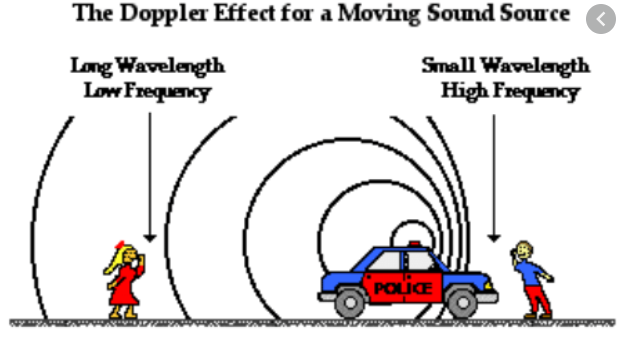 The Doppler Effect for a Moving Sound Source
Long Wavelength
Low Frequency
Small Wavelength
High Frequency
POLICE